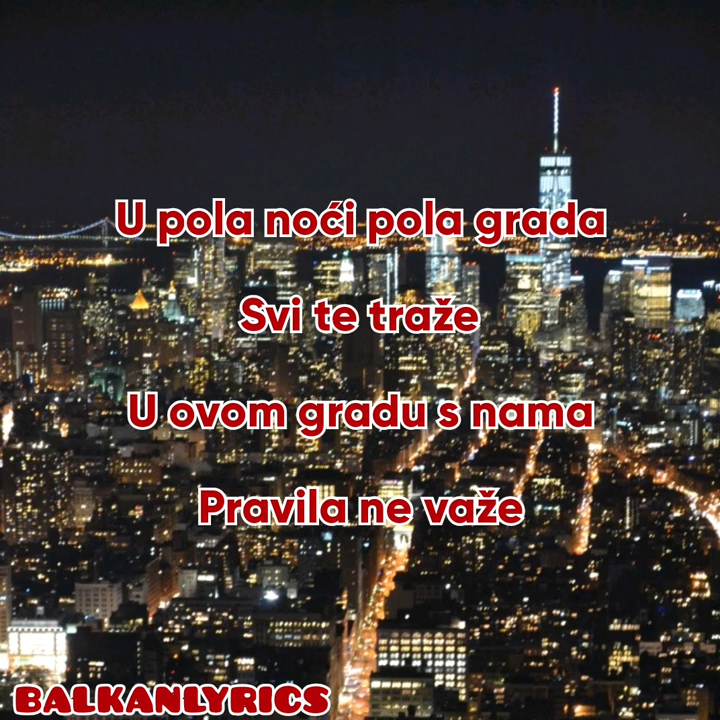 U pola noći pola grada
Svi te traže
U ovom gradu s nama
Pravila ne važe
BALKANLYRICS